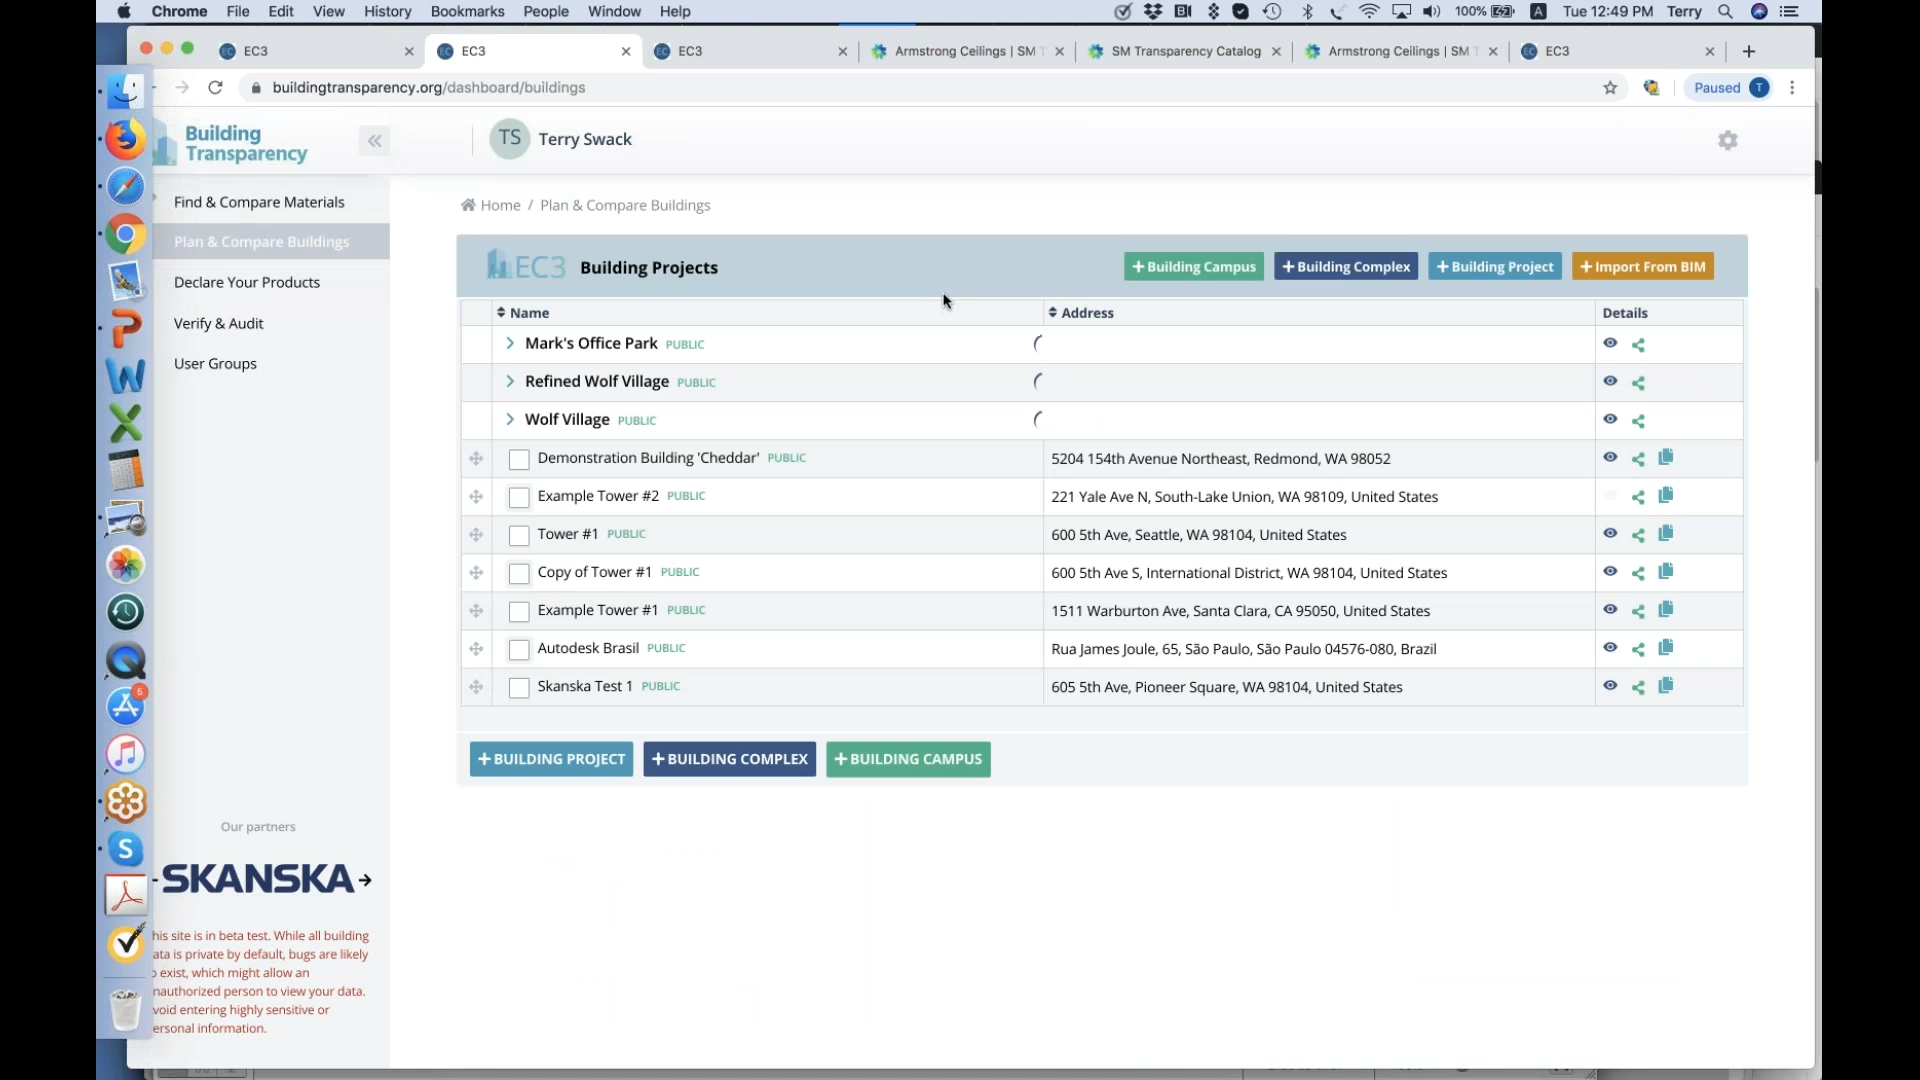 Chrome File Edit View History Bookmarks People Window Help 100% A Tue 12:49 PM Terry
EC3
EC3
EC3
Armstrong Ceilings | SM T
SM Transparency Catalog
Armstrong Ceilings | SM T
EC3
buildingtransparency.org/dashboard/buildings
Paused T
Building
Transparency
TS Terry Swack
Find & Compare Materials
Plan & Compare Buildings
Declare Your Products
Verify & Audit
User Groups
Home / Plan & Compare Buildings
EC3 Building Projects
+Building Campus
+Building Complex
+Building Project
+Import From BIM
Name Address Details
Mark's Office Park PUBLIC
Refined Wolf Village PUBLIC
Wolf Village PUBLIC
Demonstration Building 'Cheddar' PUBLIC 5204 154th Avenue Northeast, Redmond, WA 98052
Example Tower #2 PUBLIC 221 Yale Ave N, South-Lake Union, WA 98109, United States
Tower #1 PUBLIC 600 5th Ave, Seattle, WA 98104, United States
Copy of Tower #1 PUBLIC 600 5th Ave S, International District, WA 98104, United States
Example Tower #1 PUBLIC 1511 Warburton Ave, Santa Clara, CA 95050, United States
Autodesk Brasil PUBLIC Rua James Joule, 65, São Paulo, São Paulo 04576-080, Brazil
Skanska Test 1 PUBLIC 605 5th Ave, Pioneer Square, WA 98104, United States
+BUILDING PROJECT
+BUILDING COMPLEX
+BUILDING CAMPUS
5
Our partners
SKANSKA
his site is in beta test. While all building
ata is private by default, bugs are likely
o exist, which might allow an
nauthorized person to view your data.
void entering highly sensitive or
ersonal information.